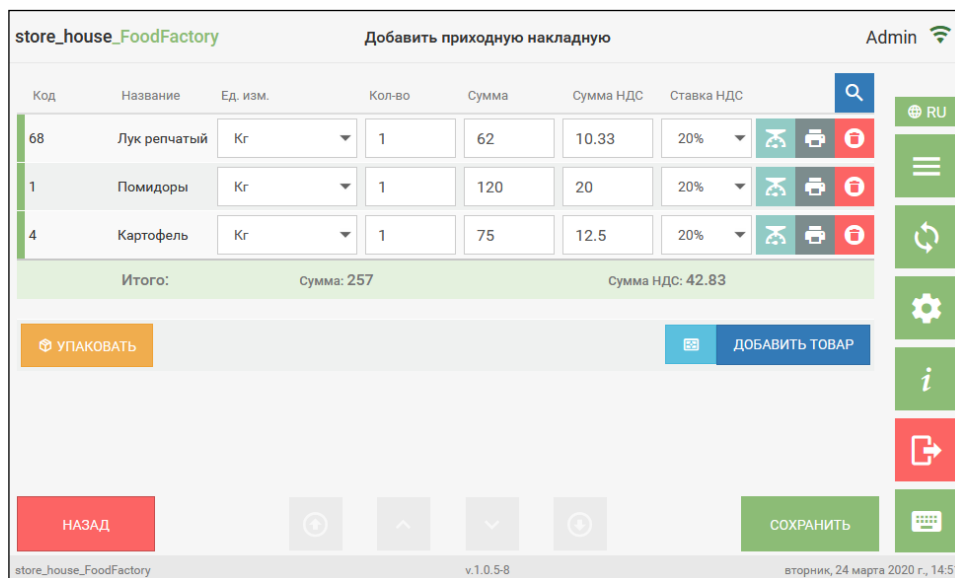 store_house_FoodFactory Добавить приходную накладную Admin
Код Название Ед. изм. Кол-во Сумма Сумма НДС Ставка НДС
RU
68 Лук репчатый Кг 1 62 10.33 20%
1 Помидоры Кг 1 120 20 20%
4 Картофель Кг 1 75 12.5 20%
Итого: Сумма: 257 Сумма НДС: 42.83
УПАКОВАТЬ ДОБАВИТЬ ТОВАР
i
НАЗАД СОХРАНИТЬ
store_house_FoodFactory v.1.0.5-8 вторник, 24 марта 2020 г., 14:5